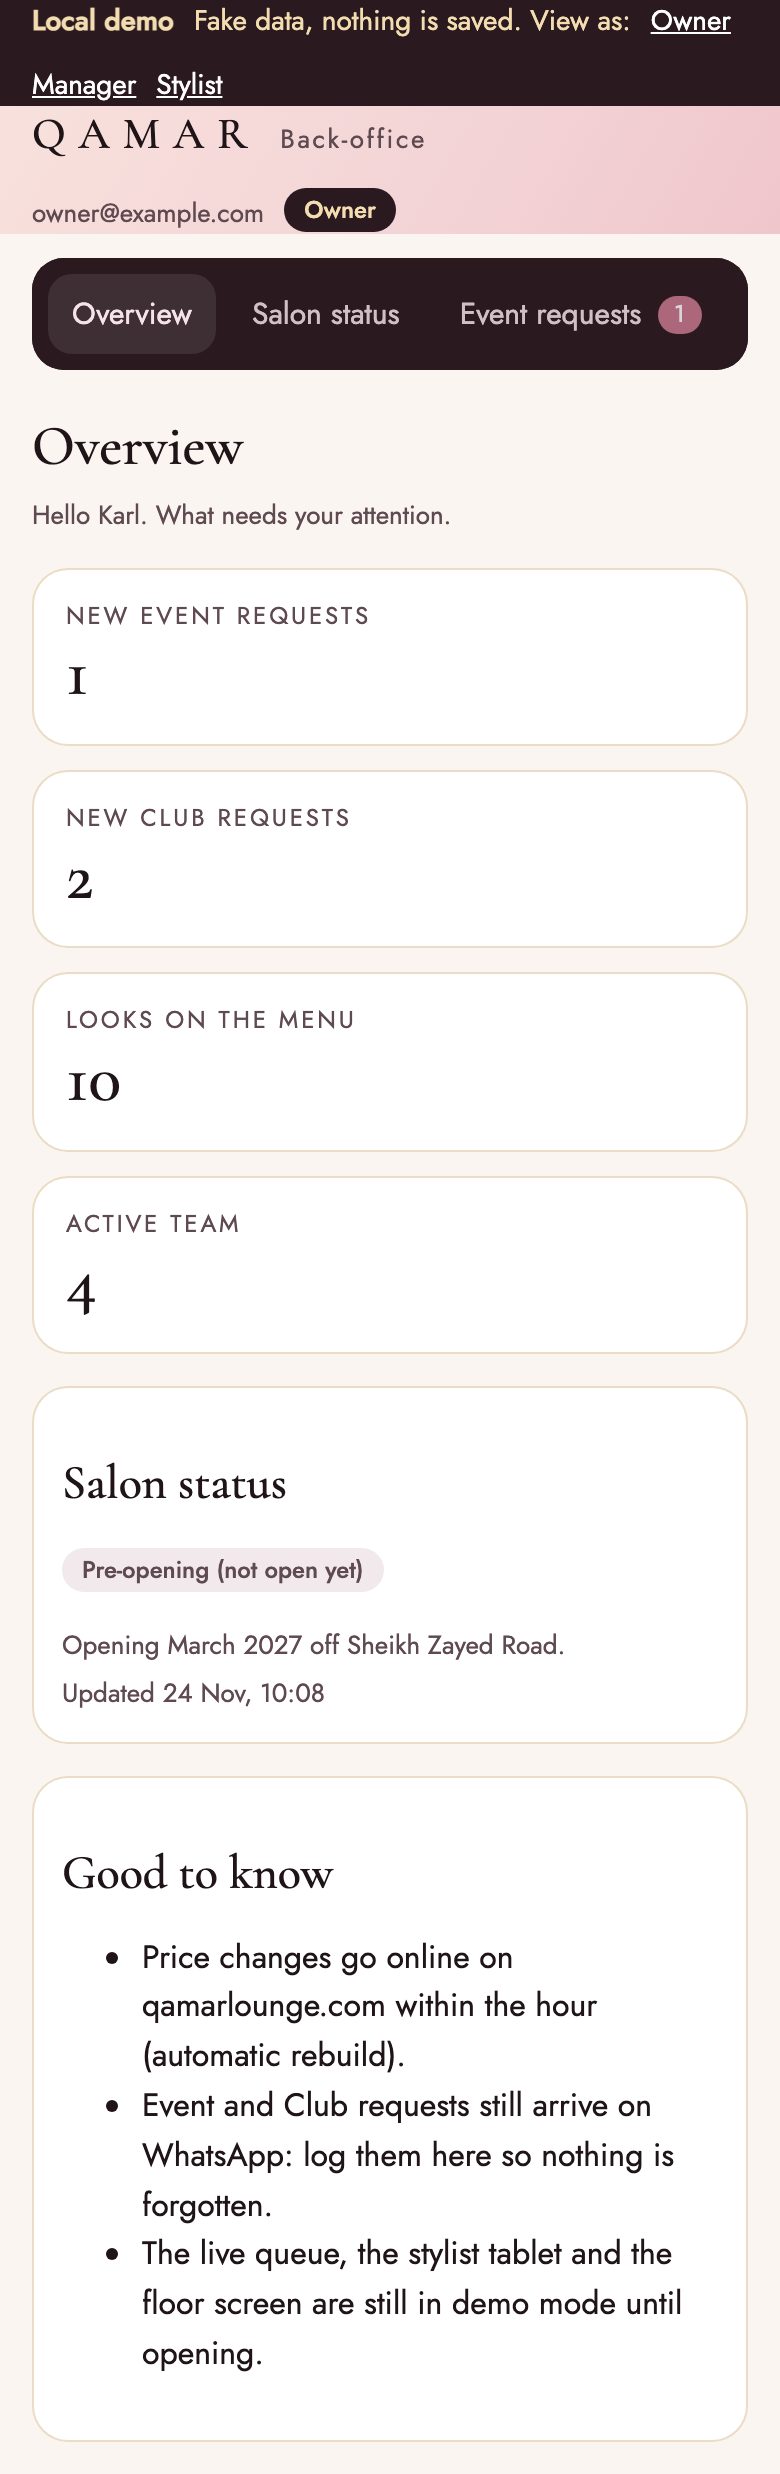 Local demo Fake data, nothing is saved. View as: Owner
Manager Stylist
QAMAR Back-office
owner@example.com Owner
Overview Salon status Event requests 1
Overview
Hello Karl. What needs your attention.
NEW EVENT REQUESTS
1
NEW CLUB REQUESTS
2
LOOKS ON THE MENU
10
ACTIVE TEAM
4
Salon status
Pre-opening (not open yet)
Opening March 2027 off Sheikh Zayed Road.
Updated 24 Nov, 10:08
Good to know
• Price changes go online on
qamarlounge.com within the hour
(automatic rebuild).
• Event and Club requests still arrive on
WhatsApp: log them here so nothing is
forgotten.
• The live queue, the stylist tablet and the
floor screen are still in demo mode until
opening.